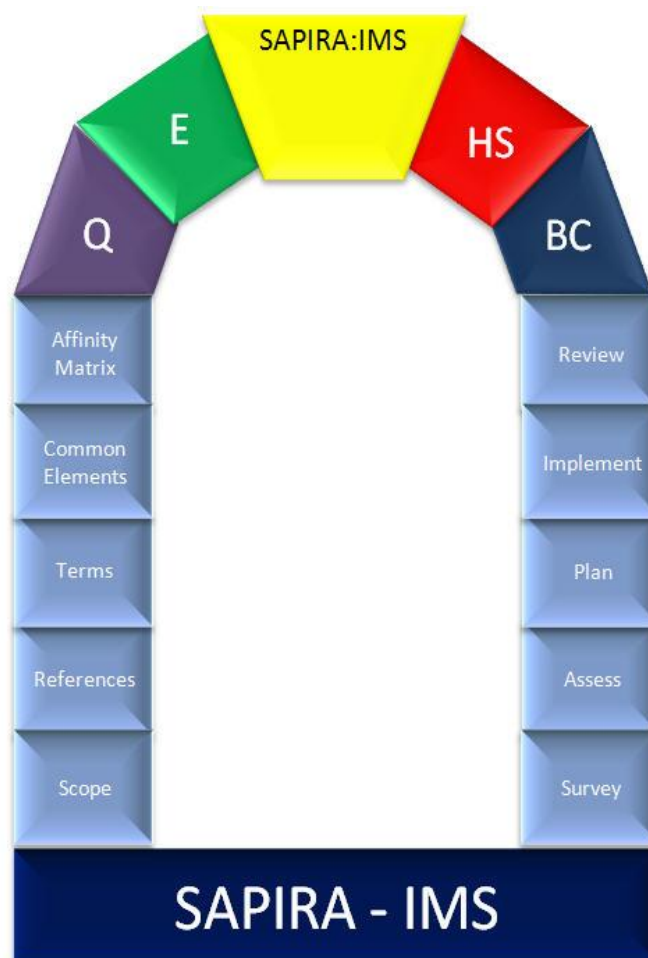 SAPIRA:IMS
E
HS
Q
BC
Affinity
Matrix
Review
Common
Elements
Implement
Terms
Plan
References
Assess
Scope
Survey
SAPIRA - IMS